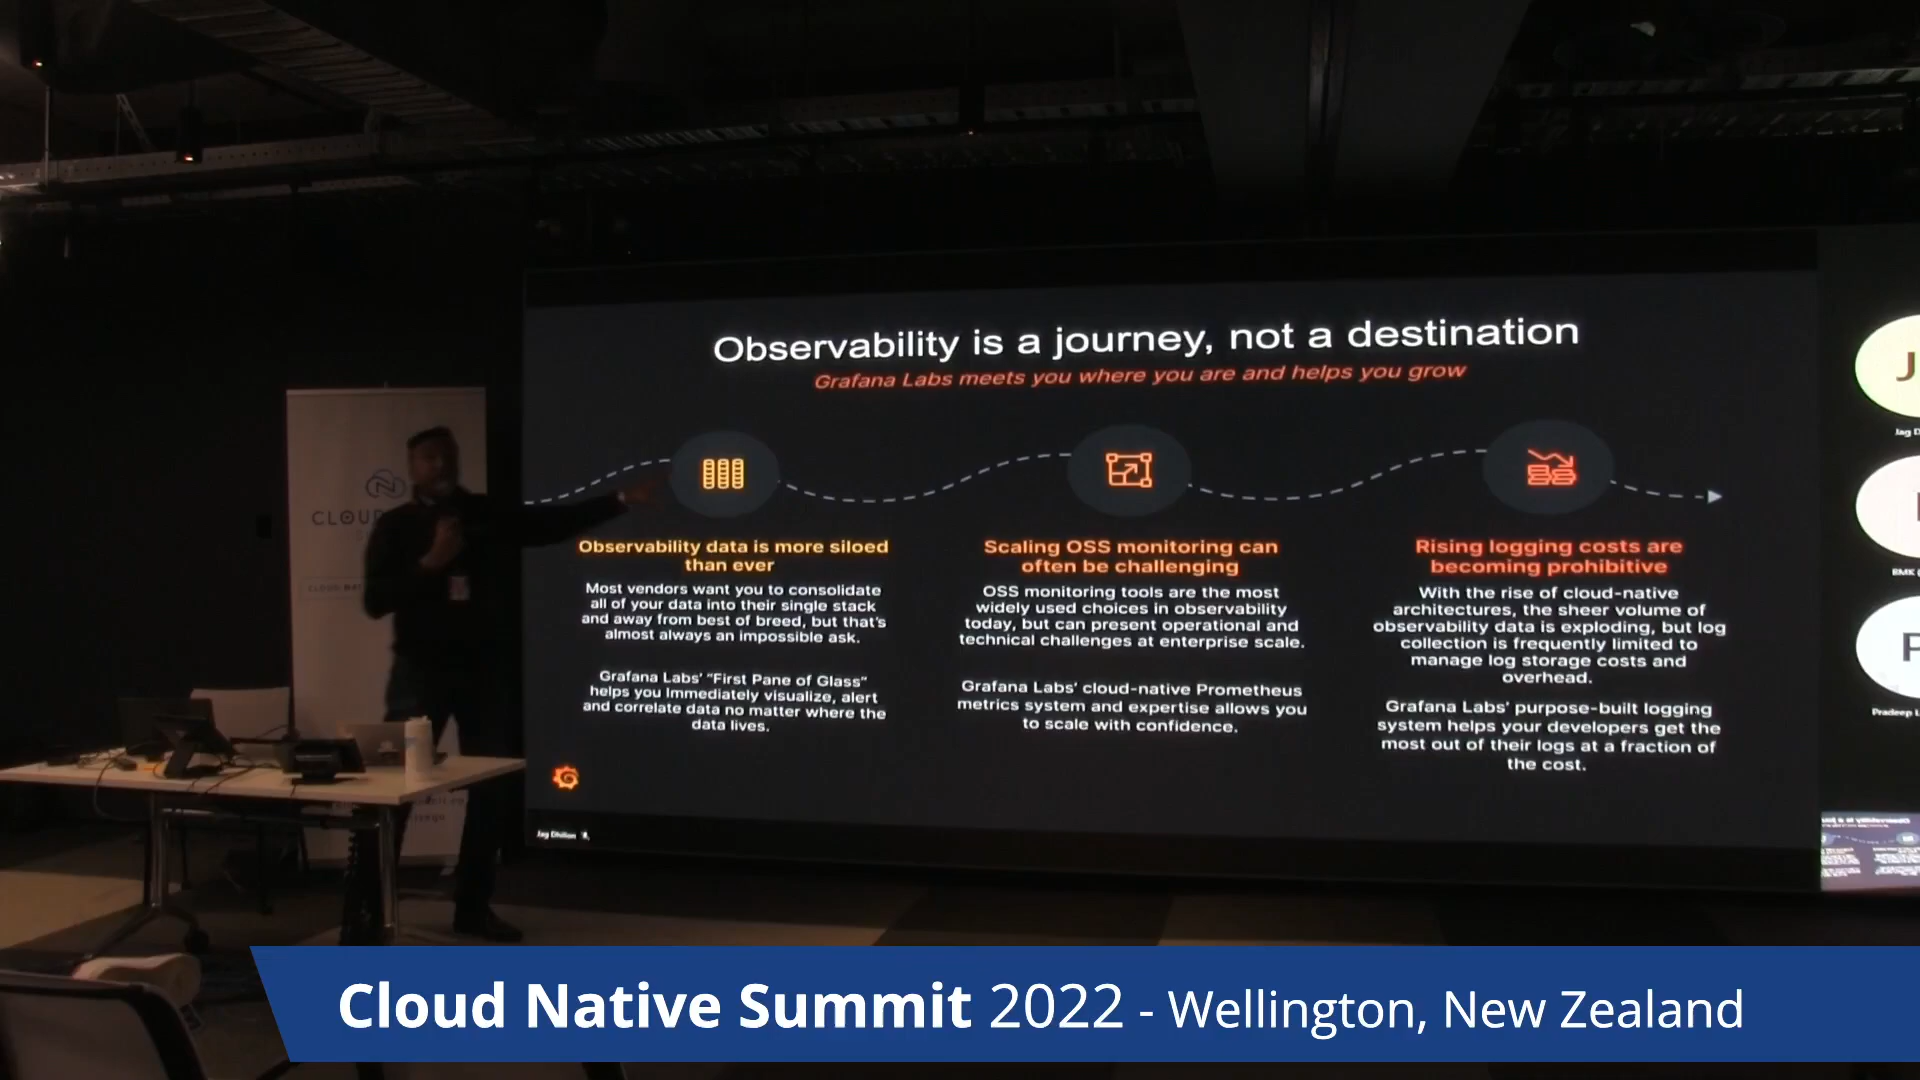 Observability is a journey, not a destination
Grafana Labs meets you where you are and helps you grow
Observability data is more siloed
than ever
Most vendors want you to consolidate
all of your data into their single stack
and away from best of breed, but that's
almost always an impossible ask.
Grafana Labs' "First Pane of Glass"
helps you Immediately visualize, alert
and correlate data no matter where the
data lives.
Scaling OSS monitoring can
often be challenging
OSS monitoring tools are the most
widely used choices in observability
today, but can present operational and
technical challenges at enterprise scale.
Grafana Labs' cloud-native Prometheus
metrics system and expertise allows you
to scale with confidence.
Rising logging costs are
becoming prohibitive
With the rise of cloud-native
architectures, the sheer volume of
observability data is exploding, but log
collection is frequently limited to
manage log storage costs and
overhead.
Grafana Labs' purpose-built logging
system helps your developers get the
most out of their logs at a fraction of
the cost.
Jag Dhillon
J
Jag D
BMK
P
Pradeep L
CLOUD
Cloud Native Summit 2022 - Wellington, New Zealand